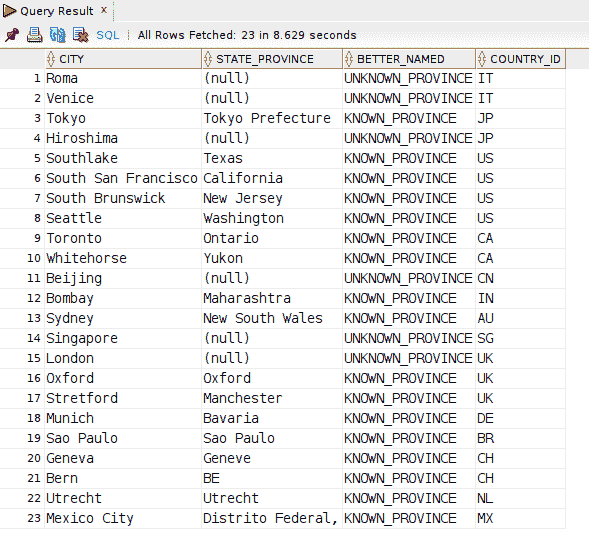 Query Result ×
SQL | All Rows Fetched: 23 in 8.629 seconds
CITY STATE_PROVINCE BETTER_NAMED COUNTRY_ID
1 Roma (null) UNKNOWN_PROVINCE IT
2 Venice (null) UNKNOWN_PROVINCE IT
3 Tokyo Tokyo Prefecture KNOWN_PROVINCE JP
4 Hiroshima (null) UNKNOWN_PROVINCE JP
5 Southlake Texas KNOWN_PROVINCE US
6 South San Francisco California KNOWN_PROVINCE US
7 South Brunswick New Jersey KNOWN_PROVINCE US
8 Seattle Washington KNOWN_PROVINCE US
9 Toronto Ontario KNOWN_PROVINCE CA
10 Whitehorse Yukon KNOWN_PROVINCE CA
11 Beijing (null) UNKNOWN_PROVINCE CN
12 Bombay Maharashtra KNOWN_PROVINCE IN
13 Sydney New South Wales KNOWN_PROVINCE AU
14 Singapore (null) UNKNOWN_PROVINCE SG
15 London (null) UNKNOWN_PROVINCE UK
16 Oxford Oxford KNOWN_PROVINCE UK
17 Stretford Manchester KNOWN_PROVINCE UK
18 Munich Bavaria KNOWN_PROVINCE DE
19 Sao Paulo Sao Paulo KNOWN_PROVINCE BR
20 Geneva Geneve KNOWN_PROVINCE CH
21 Bern BE KNOWN_PROVINCE CH
22 Utrecht Utrecht KNOWN_PROVINCE NL
23 Mexico City Distrito Federal, KNOWN_PROVINCE MX